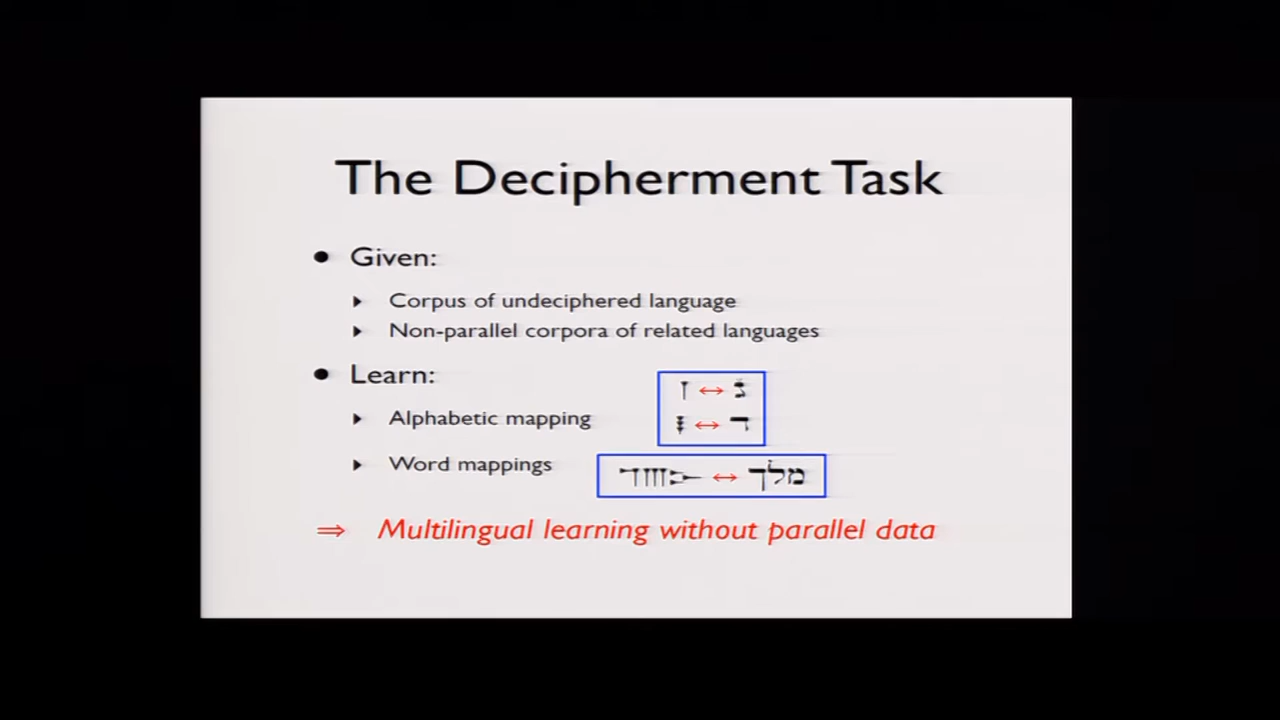 The Decipherment Task
• Given:
‣ Corpus of undeciphered language
‣ Non-parallel corpora of related languages
• Learn:
‣ Alphabetic mapping
↔
↔ ד
‣ Word mappings
𐎎𐎍𐎋 ↔ מלך
⇒ Multilingual learning without parallel data